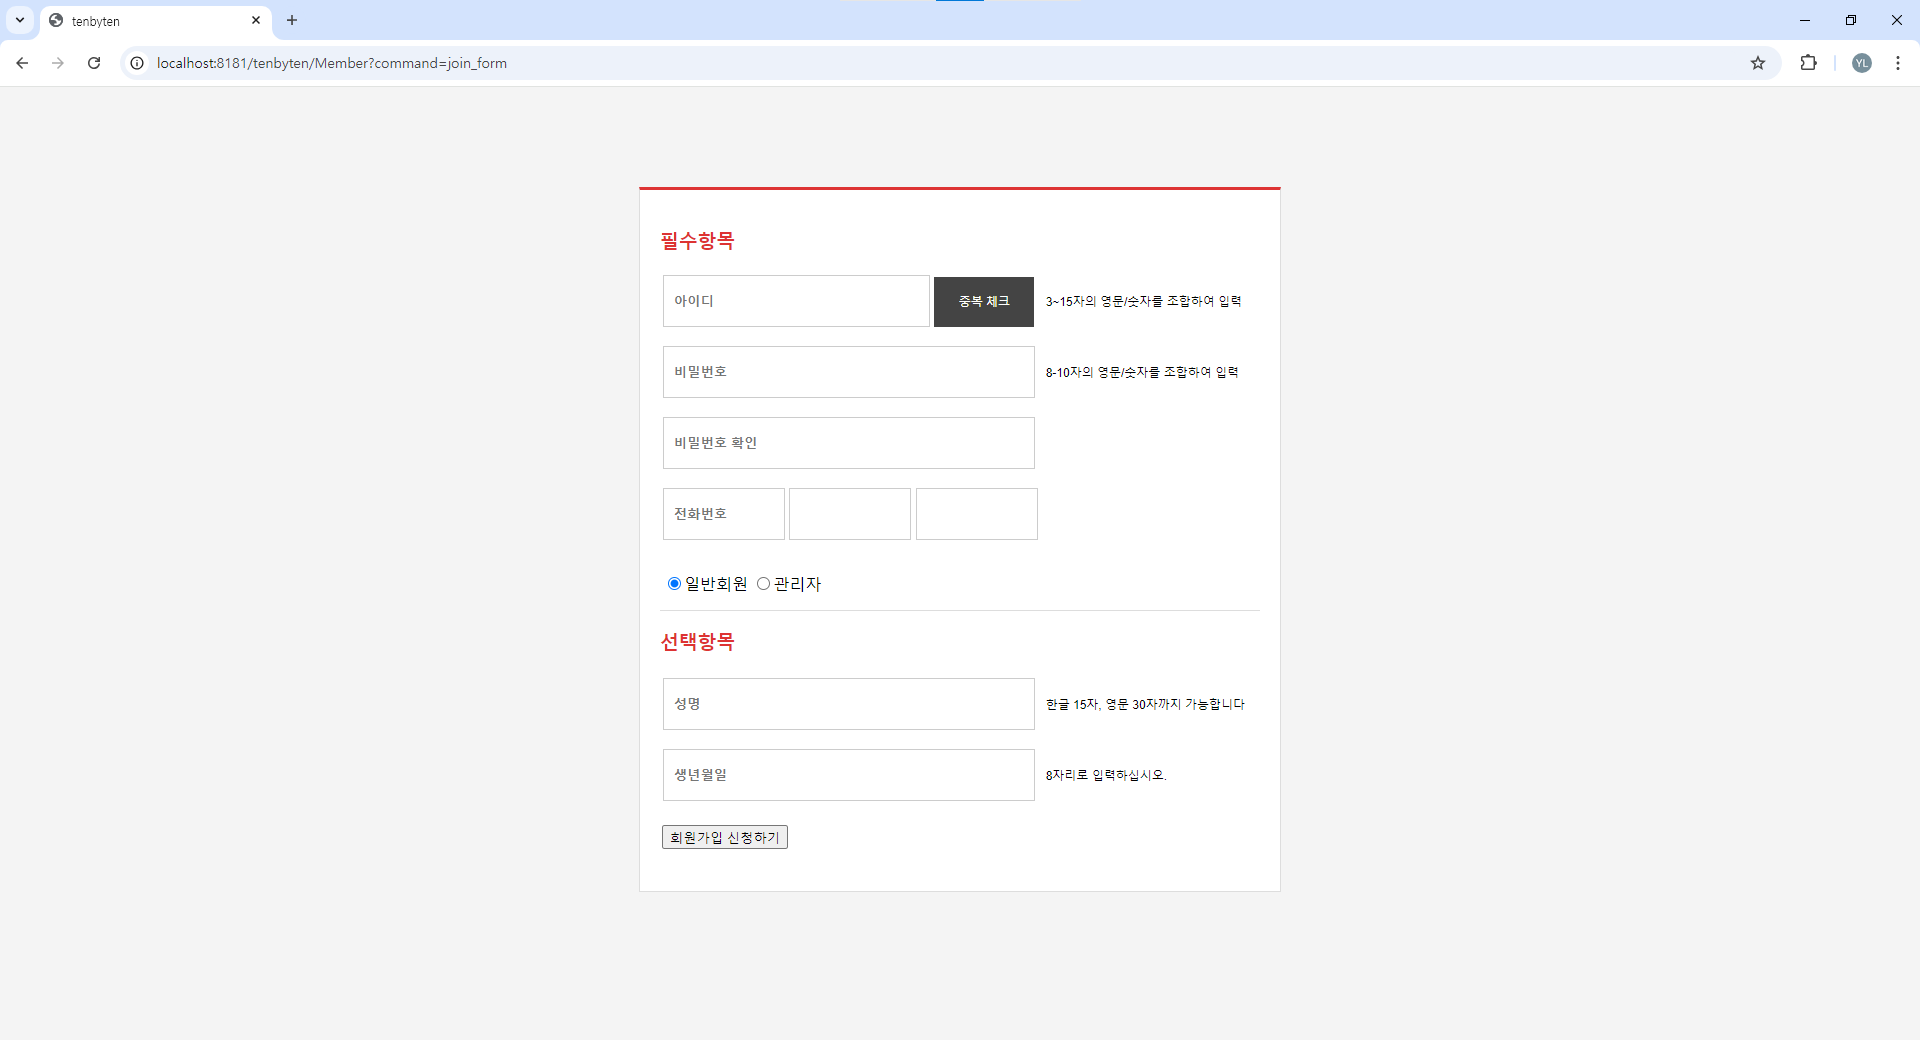 tenbyten
localhost:8181/tenbyten/Member?command=join_form
YL
필수항목
아이디 중복 체크 3~15자의 영문/숫자를 조합하여 입력
비밀번호 8-10자의 영문/숫자를 조합하여 입력
비밀번호 확인
전화번호
일반회원 관리자
선택항목
성명 한글 15자, 영문 30자까지 가능합니다
생년월일 8자리로 입력하십시오.
회원가입 신청하기